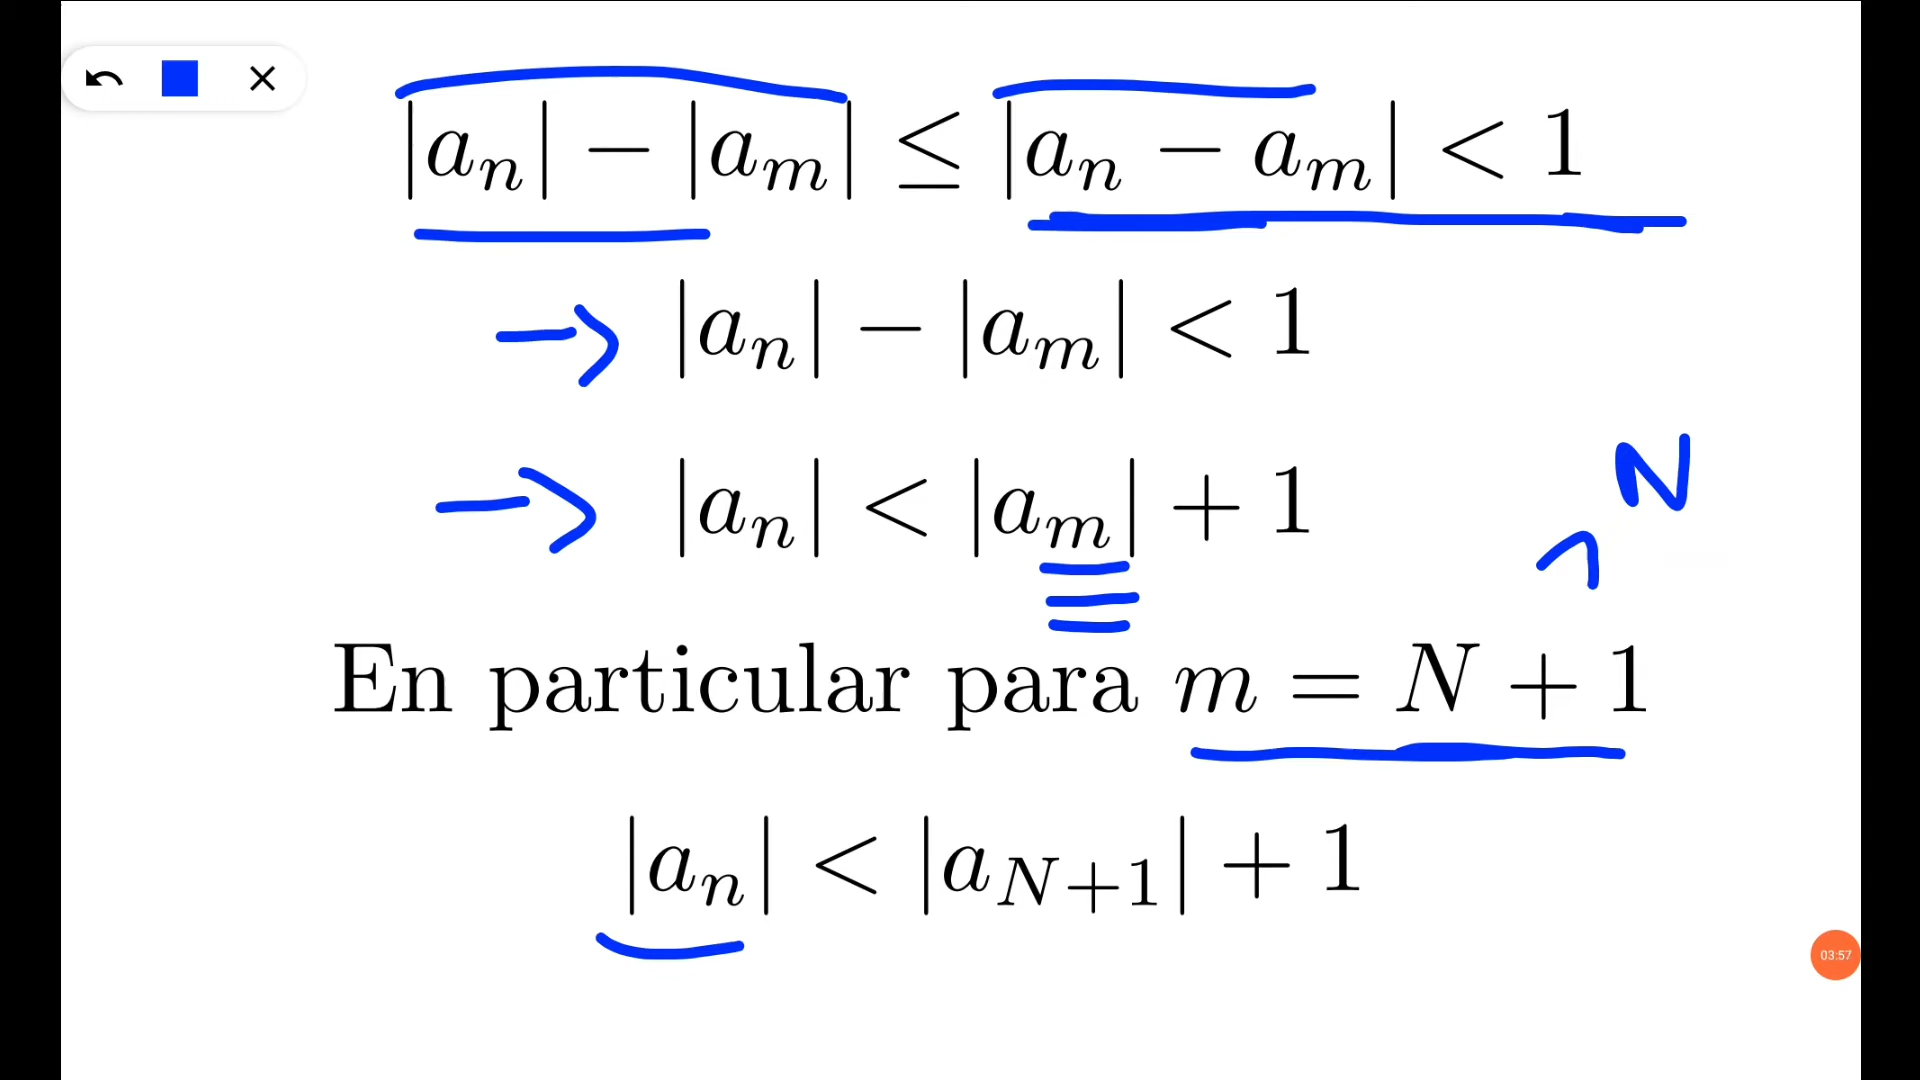 |a_n| − |a_m| ≤ |a_n − a_m| < 1
|a_n| − |a_m| < 1
|a_n| < |a_m| + 1
N
En particular para m = N + 1
|a_n| < |a_{N+1}| + 1
03:57